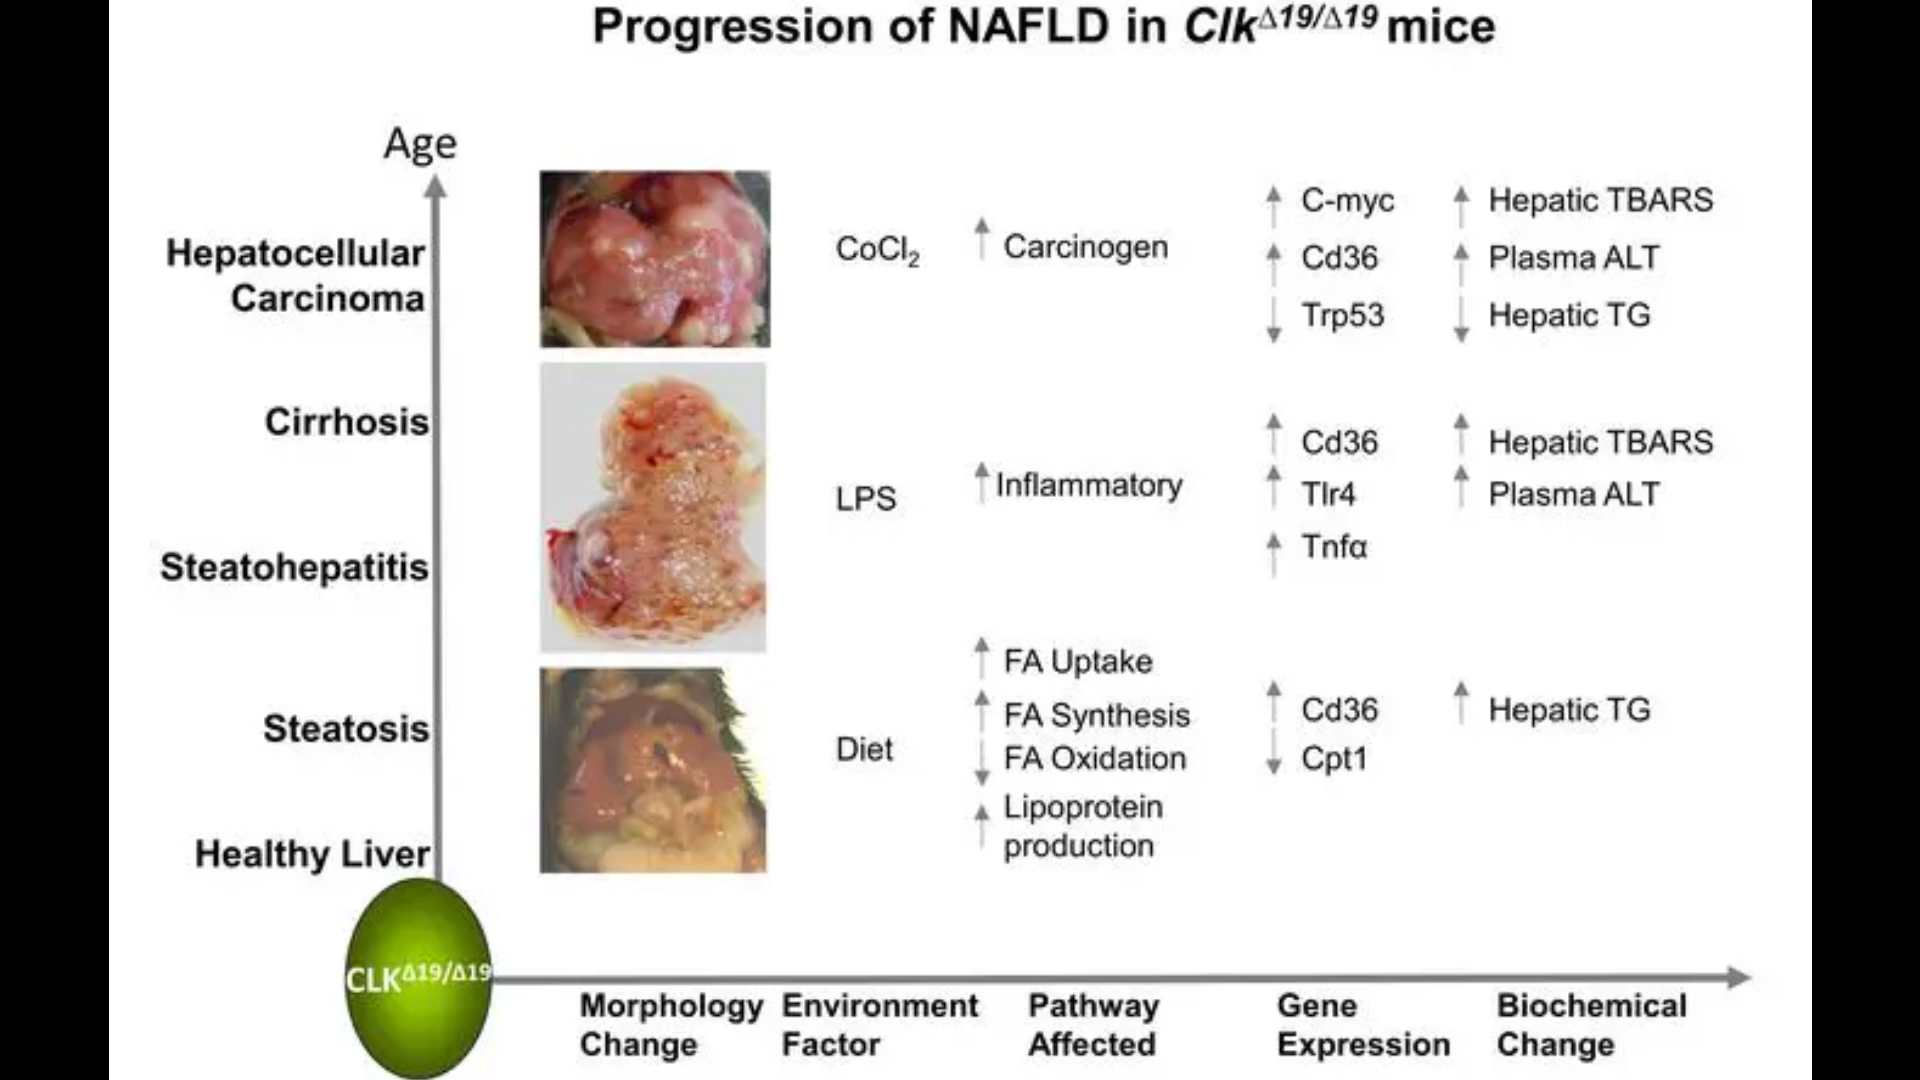 Progression of NAFLD in Clk^Δ19/Δ19 mice
Age
Hepatocellular
Carcinoma
CoCl₂
Carcinogen
C-myc
Cd36
Trp53
Hepatic TBARS
Plasma ALT
Hepatic TG
Cirrhosis
Steatohepatitis
LPS
Inflammatory
Cd36
Tlr4
Tnfα
Hepatic TBARS
Plasma ALT
Steatosis
Healthy Liver
Diet
FA Uptake
FA Synthesis
FA Oxidation
Lipoprotein
production
Cd36
Cpt1
Hepatic TG
CLK^Δ19/Δ19
Morphology
Change
Environment
Factor
Pathway
Affected
Gene
Expression
Biochemical
Change